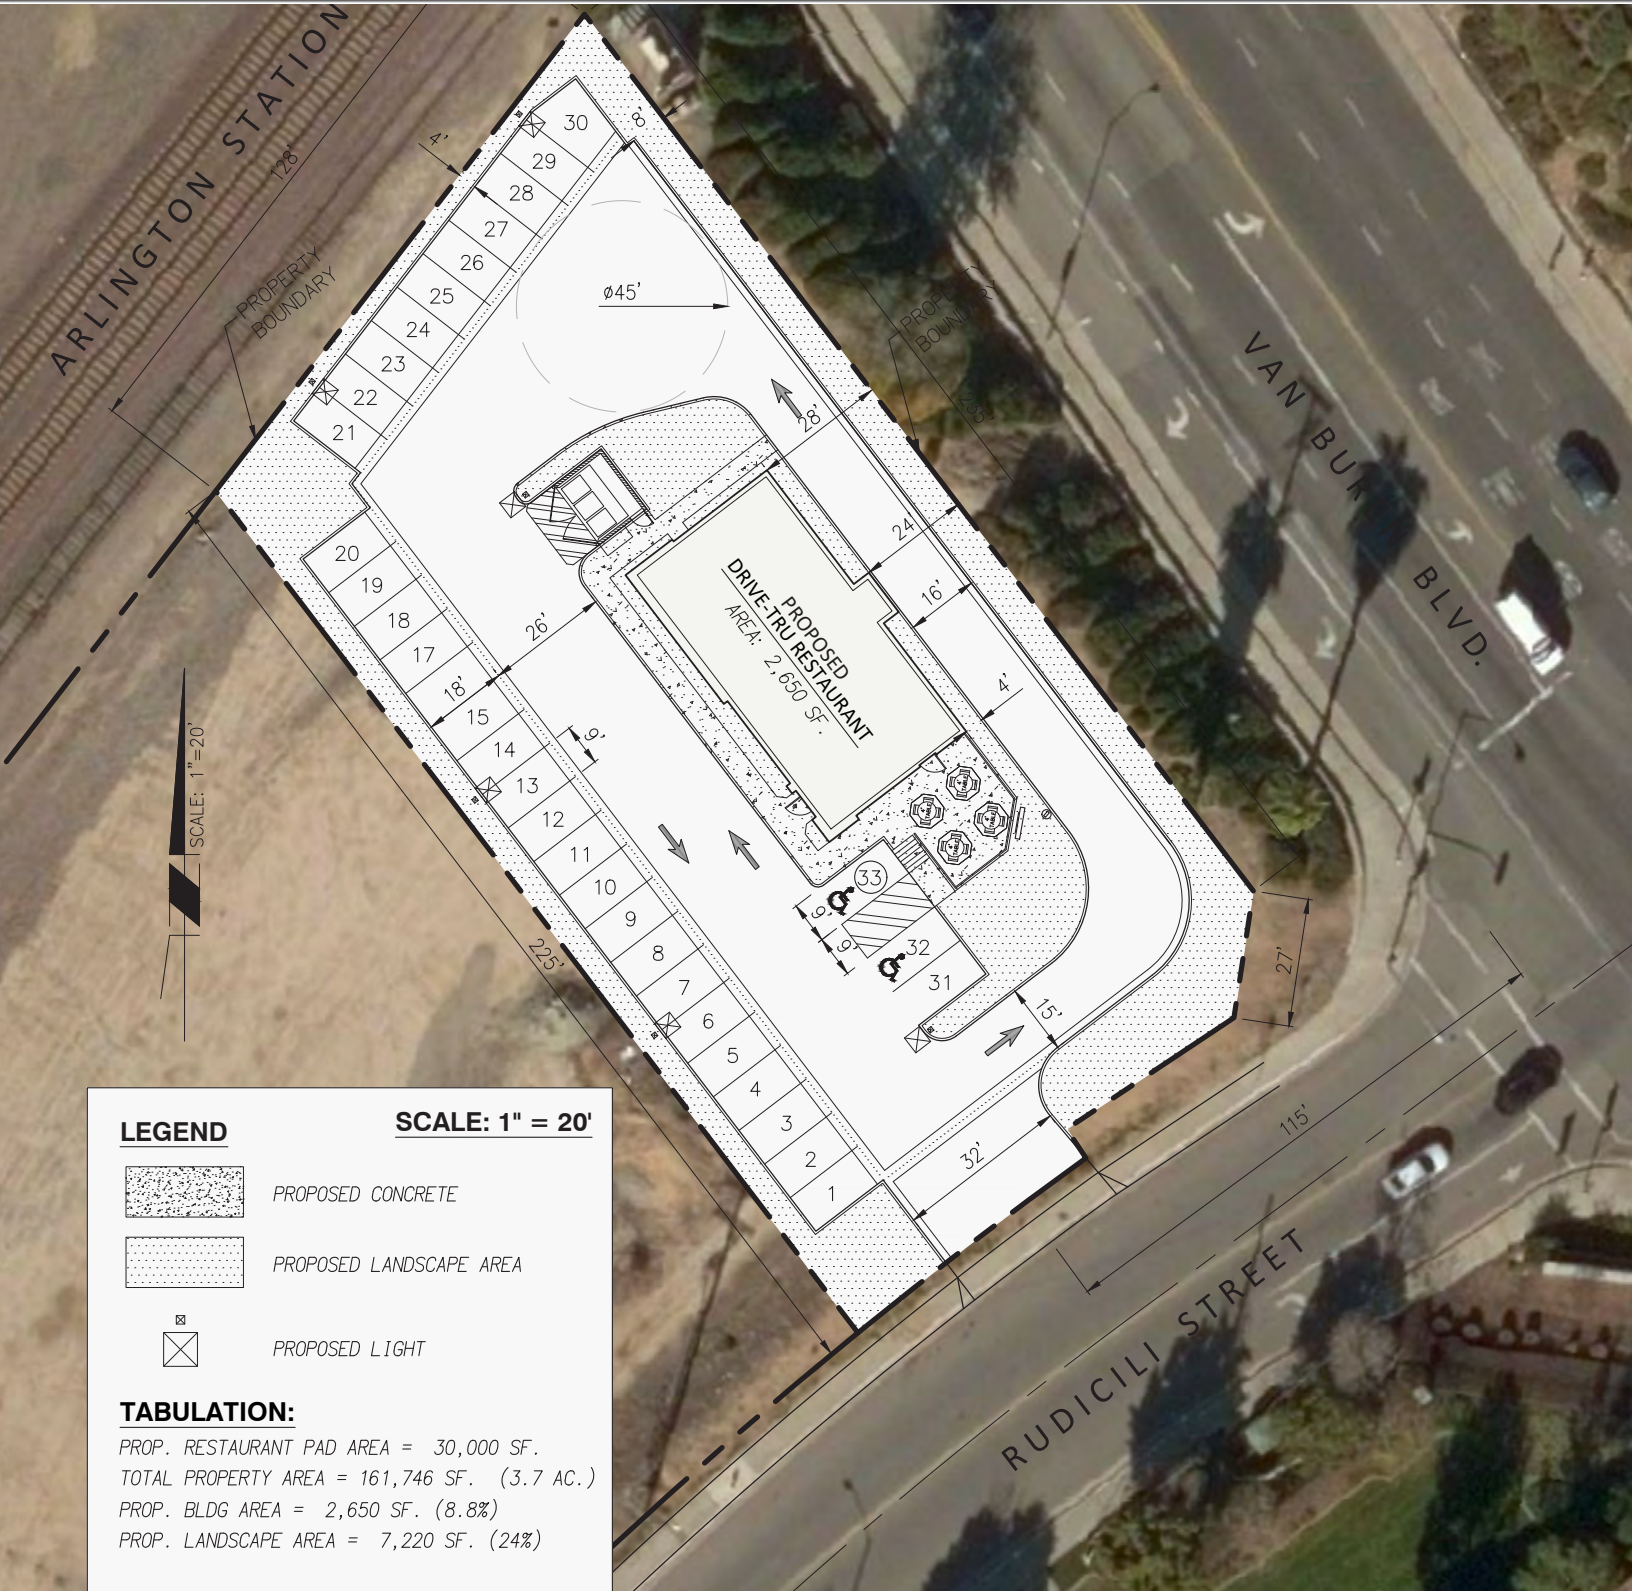 ARLINGTON STATION
128'
4'
8'
PROPERTY
BOUNDARY
30
29
28
27
26
25
24
23
22
21
ø45'
PROPERTY
BOUNDARY
VAN BUREN BLVD.
28'
24
16'
4'
20
19
18
17
18'
15
14
13
12
11
10
9
8
7
6
5
4
3
2
1
26'
9'
PROPOSED
DRIVE-TRU RESTAURANT
AREA: 2,650 SF.
33
32
31
9'
9'
15'
32'
27'
115'
225'
SCALE: 1"=20'
RUDICILI STREET
LEGEND
SCALE: 1" = 20'
PROPOSED CONCRETE
PROPOSED LANDSCAPE AREA
PROPOSED LIGHT
TABULATION:
PROP. RESTAURANT PAD AREA = 30,000 SF.
TOTAL PROPERTY AREA = 161,746 SF. (3.7 AC.)
PROP. BLDG AREA = 2,650 SF. (8.8%)
PROP. LANDSCAPE AREA = 7,220 SF. (24%)